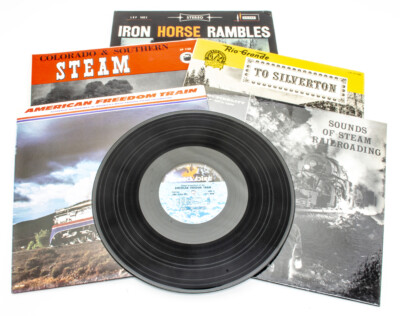 STEREO
IRON HORSE RAMBLES
COLORADO & SOUTHERN
STEAM
Rio Grande
TO SILVERTON
AMERICAN FREEDOM TRAIN
SOUNDS
OF STEAM
RAILROADING